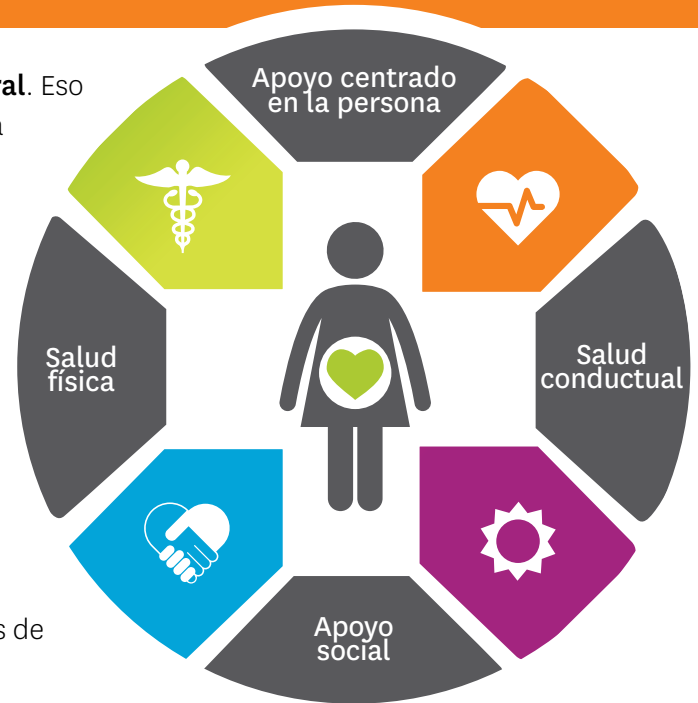 ral. Eso
Apoyo centrado
en la persona
Salud
física
Salud
conductual
s de
Apoyo
social